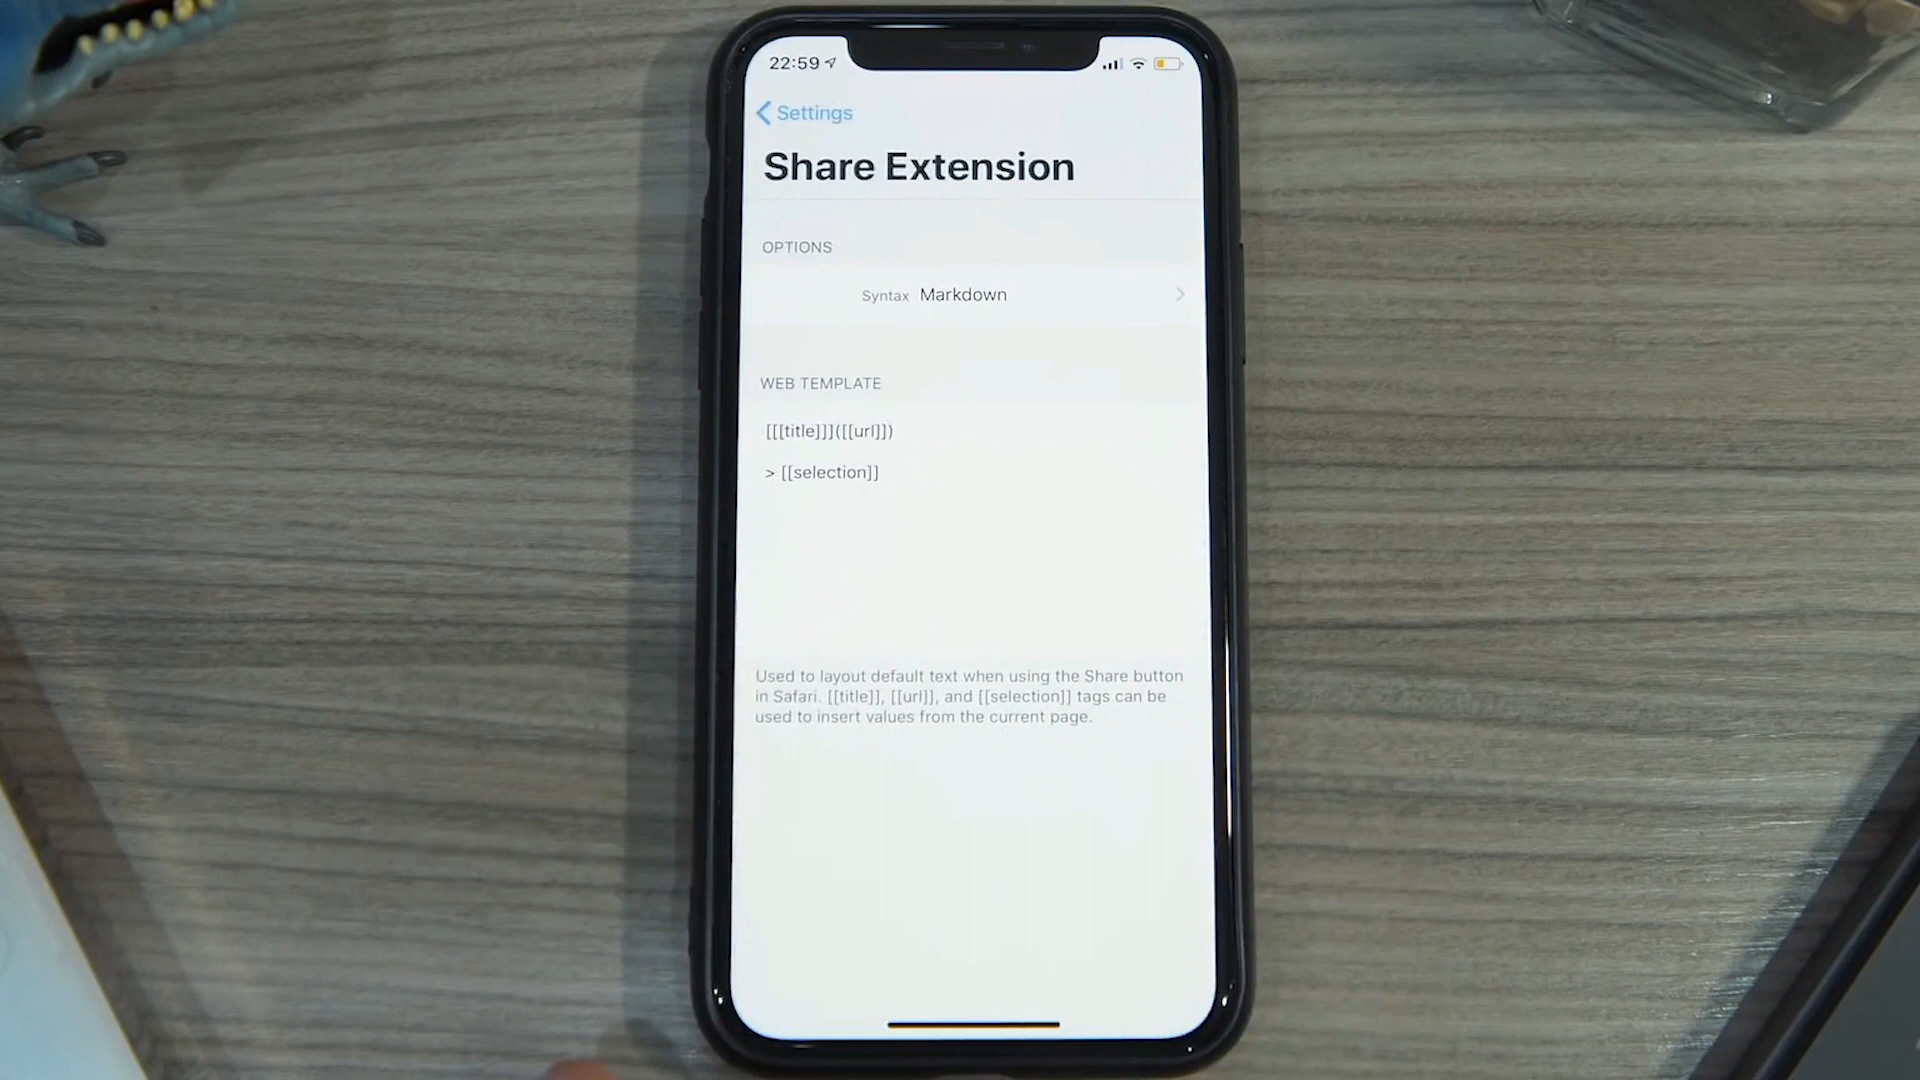 22:59
Settings
Share Extension
OPTIONS
Syntax Markdown
WEB TEMPLATE
[[[title]]]([[url]])
> [[selection]]
Used to layout default text when using the Share button
in Safari. [[title]], [[url]], and [[selection]] tags can be
used to insert values from the current page.